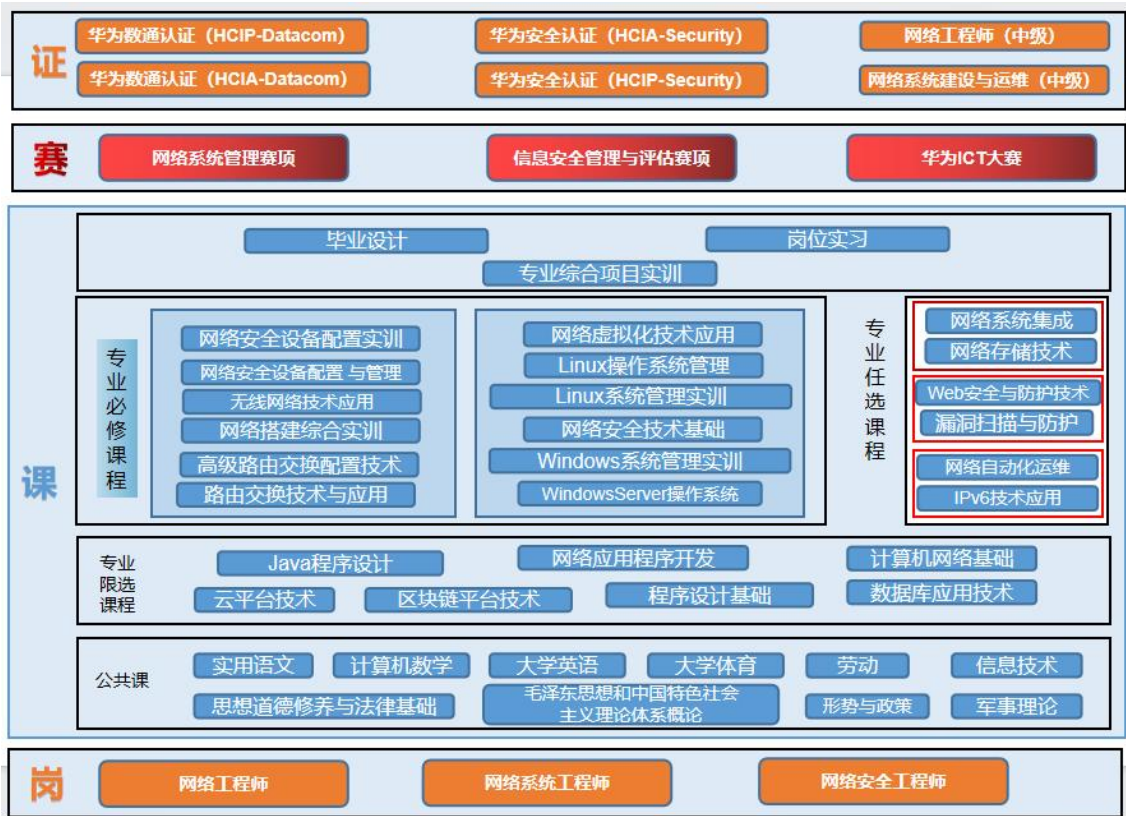 证
华为数通认证（HCIP-Datacom）
华为安全认证（HCIA-Security）
网络工程师（中级）
华为数通认证（HCIA-Datacom）
华为安全认证（HCIP-Security）
网络系统建设与运维（中级）
赛
网络系统管理赛项
信息安全管理与评估赛项
华为ICT大赛
课
毕业设计
岗位实习
专业综合项目实训
专业必修课程
网络安全设备配置实训
网络安全设备配置 与管理
无线网络技术应用
网络搭建综合实训
高级路由交换配置技术
路由交换技术与应用
网络虚拟化技术应用
Linux操作系统管理
Linux系统管理实训
网络安全技术基础
Windows系统管理实训
WindowsServer操作系统
专业任选课程
网络系统集成
网络存储技术
Web安全与防护技术
漏洞扫描与防护
网络自动化运维
IPv6技术应用
专业
限选
课程
Java程序设计
网络应用程序开发
计算机网络基础
云平台技术
区块链平台技术
程序设计基础
数据库应用技术
公共课
实用语文
计算机数学
大学英语
大学体育
劳动
信息技术
思想道德修养与法律基础
毛泽东思想和中国特色社会
主义理论体系概论
形势与政策
军事理论
岗
网络工程师
网络系统工程师
网络安全工程师